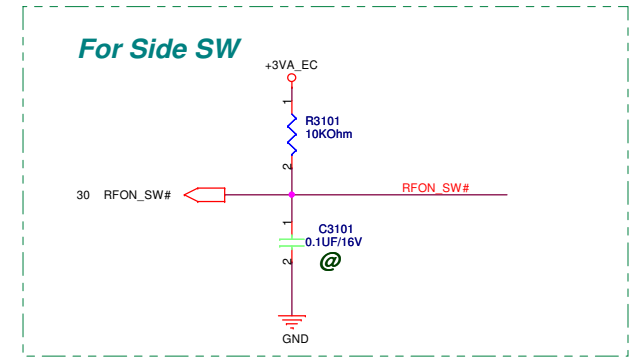 For Side SW
+3VA_EC
1
R3101
10KOhm
2
30 RFON_SW#
RFON_SW#
1
C3101
0.1UF/16V
2
@
GND